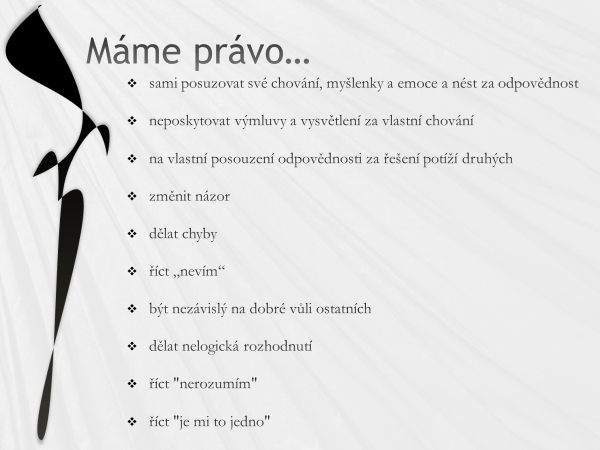 Máme právo…
❖ sami posuzovat své chování, myšlenky a emoce a nést za odpovědnost
❖ neposkytovat výmluvy a vysvětlení za vlastní chování
❖ na vlastní posouzení odpovědnosti za řešení potíží druhých
❖ změnit názor
❖ dělat chyby
❖ říct „nevím“
❖ být nezávislý na dobré vůli ostatních
❖ dělat nelogická rozhodnutí
❖ říct "nerozumím"
❖ říct "je mi to jedno"